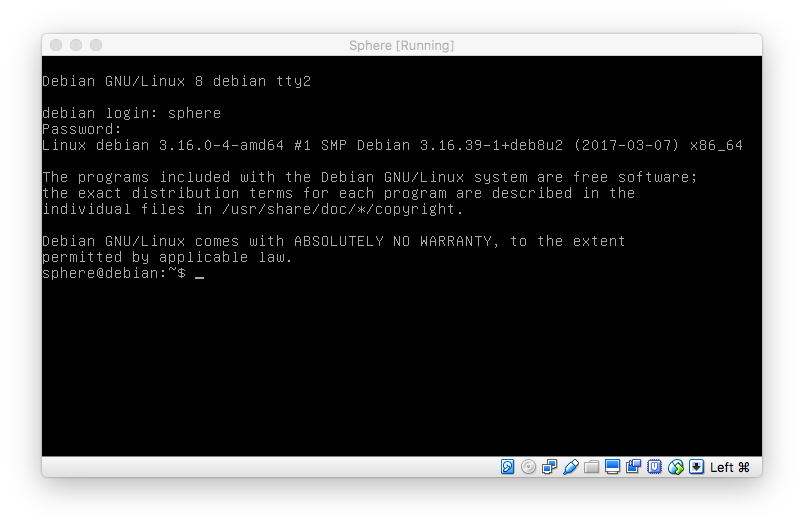 Sphere [Running]
Debian GNU/Linux 8 debian tty2
debian login: sphere
Password:
Linux debian 3.16.0-4-amd64 #1 SMP Debian 3.16.39-1+deb8u2 (2017-03-07) x86_64
The programs included with the Debian GNU/Linux system are free software;
the exact distribution terms for each program are described in the
individual files in /usr/share/doc/*/copyright.
Debian GNU/Linux comes with ABSOLUTELY NO WARRANTY, to the extent
permitted by applicable law.
sphere@debian:~$ _
Left ⌘